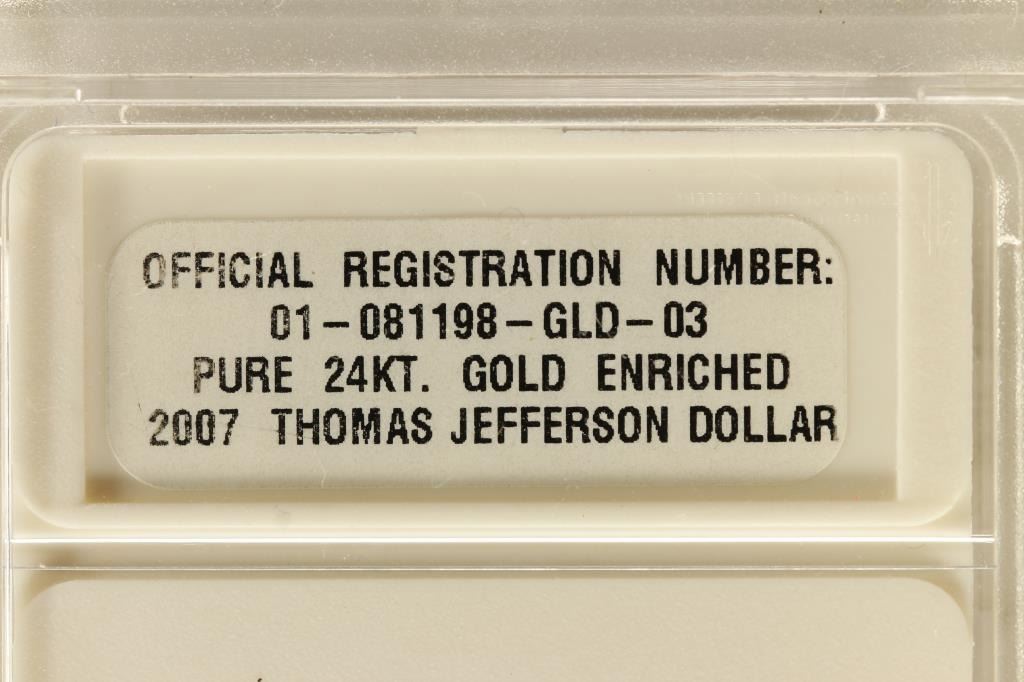 OFFICIAL REGISTRATION NUMBER:
01-081198-GLD-03
PURE 24KT. GOLD ENRICHED
2007 THOMAS JEFFERSON DOLLAR